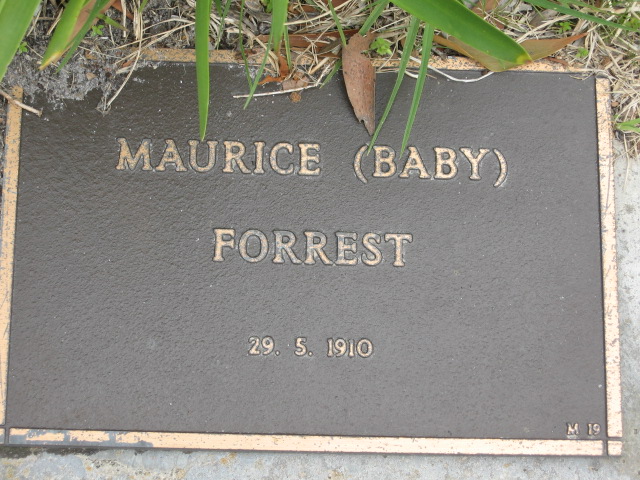 MAURICE (BABY)
FORREST
29. 5. 1910
M 19